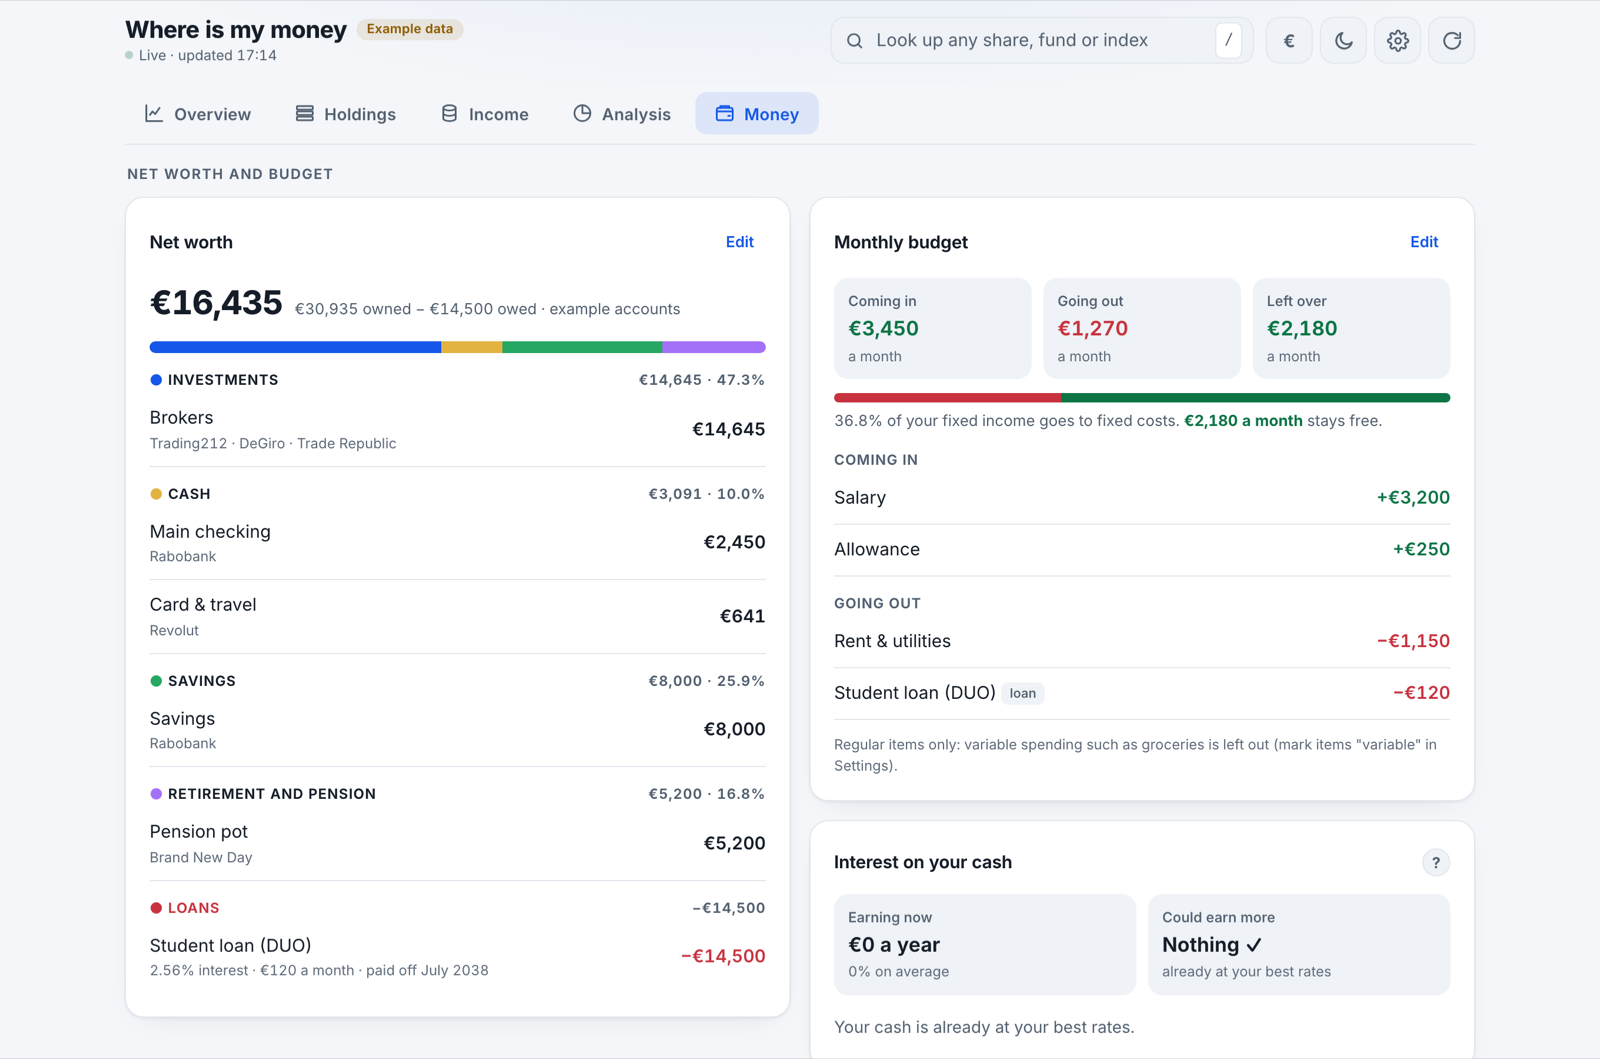 Where is my money
Example data
Live · updated 17:14
Look up any share, fund or index
/
€
Overview
Holdings
Income
Analysis
Money
NET WORTH AND BUDGET
Net worth
Edit
€16,435
€30,935 owned − €14,500 owed · example accounts
INVESTMENTS
€14,645 · 47.3%
Brokers
Trading212 · DeGiro · Trade Republic
€14,645
CASH
€3,091 · 10.0%
Main checking
Rabobank
€2,450
Card & travel
Revolut
€641
SAVINGS
€8,000 · 25.9%
Savings
Rabobank
€8,000
RETIREMENT AND PENSION
€5,200 · 16.8%
Pension pot
Brand New Day
€5,200
LOANS
−€14,500
Student loan (DUO)
2.56% interest · €120 a month · paid off July 2038
−€14,500
Monthly budget
Edit
Coming in
€3,450
a month
Going out
€1,270
a month
Left over
€2,180
a month
36.8% of your fixed income goes to fixed costs. €2,180 a month stays free.
COMING IN
Salary
+€3,200
Allowance
+€250
GOING OUT
Rent & utilities
−€1,150
Student loan (DUO)
loan
−€120
Regular items only: variable spending such as groceries is left out (mark items "variable" in
Settings).
Interest on your cash
?
Earning now
€0 a year
0% on average
Could earn more
Nothing ✓
already at your best rates
Your cash is already at your best rates.